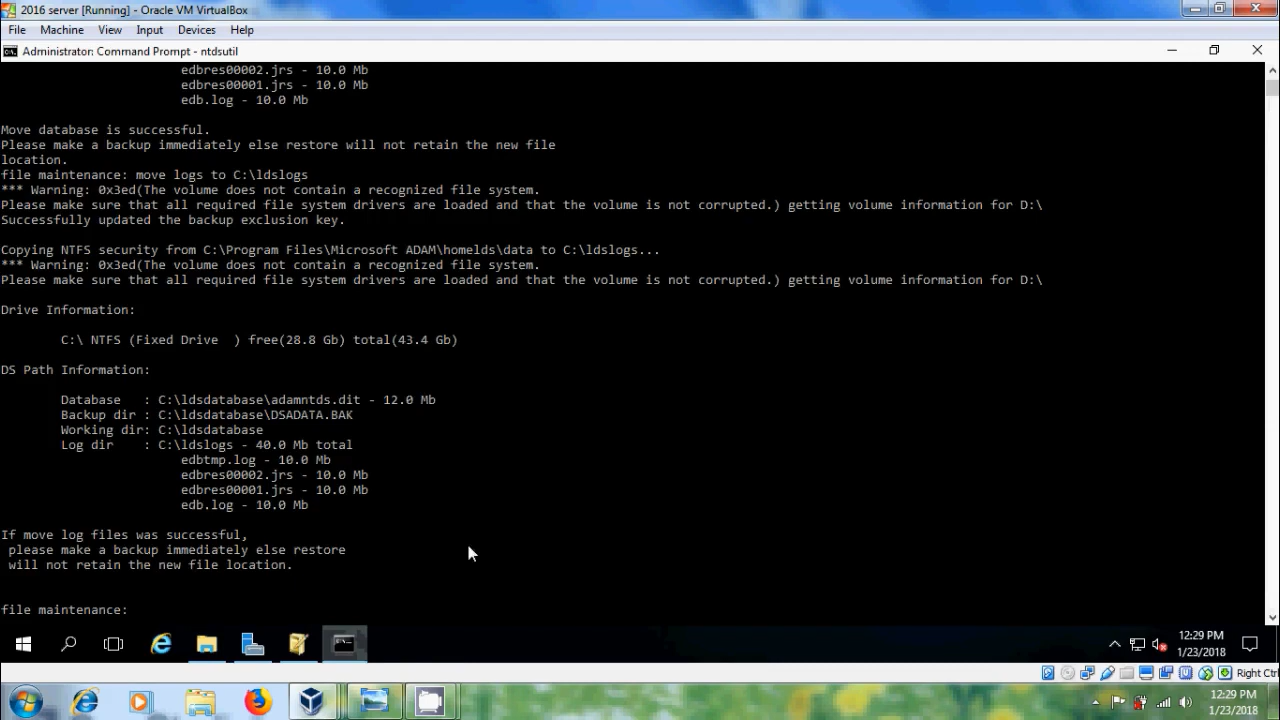 2016 server [Running] - Oracle VM VirtualBox
File Machine View Input Devices Help
Administrator: Command Prompt - ntdsutil
edbres00002.jrs - 10.0 Mb
edbres00001.jrs - 10.0 Mb
edb.log - 10.0 Mb
Move database is successful.
Please make a backup immediately else restore will not retain the new file
location.
file maintenance: move logs to C:\ldslogs
*** Warning: 0x3ed(The volume does not contain a recognized file system.
Please make sure that all required file system drivers are loaded and that the volume is not corrupted.) getting volume information for D:\
Successfully updated the backup exclusion key.
Copying NTFS security from C:\Program Files\Microsoft ADAM\homelds\data to C:\ldslogs...
*** Warning: 0x3ed(The volume does not contain a recognized file system.
Please make sure that all required file system drivers are loaded and that the volume is not corrupted.) getting volume information for D:\
Drive Information:
C:\ NTFS (Fixed Drive  ) free(28.8 Gb) total(43.4 Gb)
DS Path Information:
Database   : C:\ldsdatabase\adamntds.dit - 12.0 Mb
Backup dir : C:\ldsdatabase\DSADATA.BAK
Working dir: C:\ldsdatabase
Log dir    : C:\ldslogs - 40.0 Mb total
edbtmp.log - 10.0 Mb
edbres00002.jrs - 10.0 Mb
edbres00001.jrs - 10.0 Mb
edb.log - 10.0 Mb
If move log files was successful,
please make a backup immediately else restore
will not retain the new file location.
file maintenance:
12:29 PM
1/23/2018
Right Ctrl
12:29 PM
1/23/2018